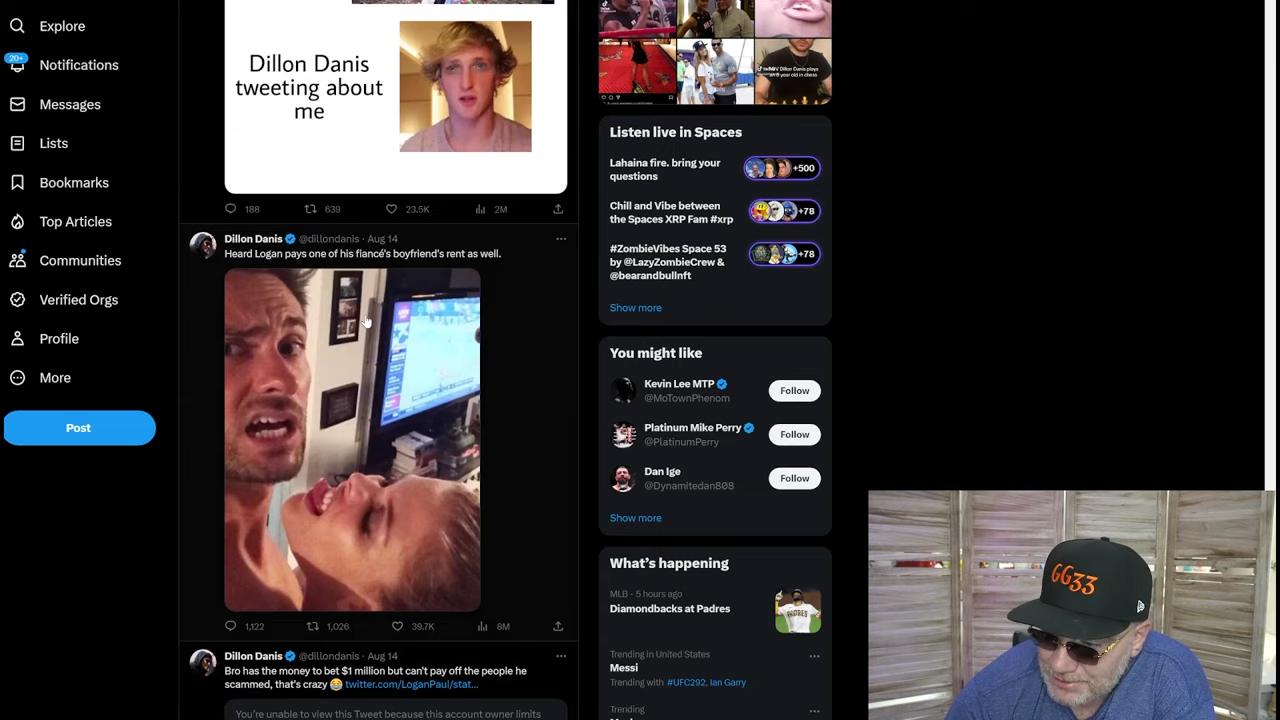 Explore
20+
Notifications
Messages
Lists
Bookmarks
Top Articles
Communities
Verified Orgs
Profile
More
Post
Dillon Danis
tweeting about
me
188 639 23.5K 2M
Dillon Danis @dillondanis · Aug 14
Heard Logan pays one of his fiancé's boyfriend's rent as well.
1,122 1,026 39.7K 8M
Dillon Danis @dillondanis · Aug 14
Bro has the money to bet $1 million but can't pay off the people he
scammed, that's crazy 😂 twitter.com/LoganPaul/stat...
You're unable to view this Tweet because this account owner limits
Dillon Danis plays
Listen live in Spaces
Lahaina fire. bring your
questions
+500
Chill and Vibe between
the Spaces XRP Fam #xrp
+78
#ZombieVibes Space 53
by @LazyZombieCrew &
@bearandbullnft
+78
Show more
You might like
Kevin Lee MTP
@MoTownPhenom
Follow
Platinum Mike Perry
@PlatinumPerry
Follow
Dan Ige
@Dynamitedan808
Follow
Show more
What's happening
MLB · 5 hours ago
Diamondbacks at Padres
Trending in United States
Messi
Trending with #UFC292, Ian Garry
Trending
GG33